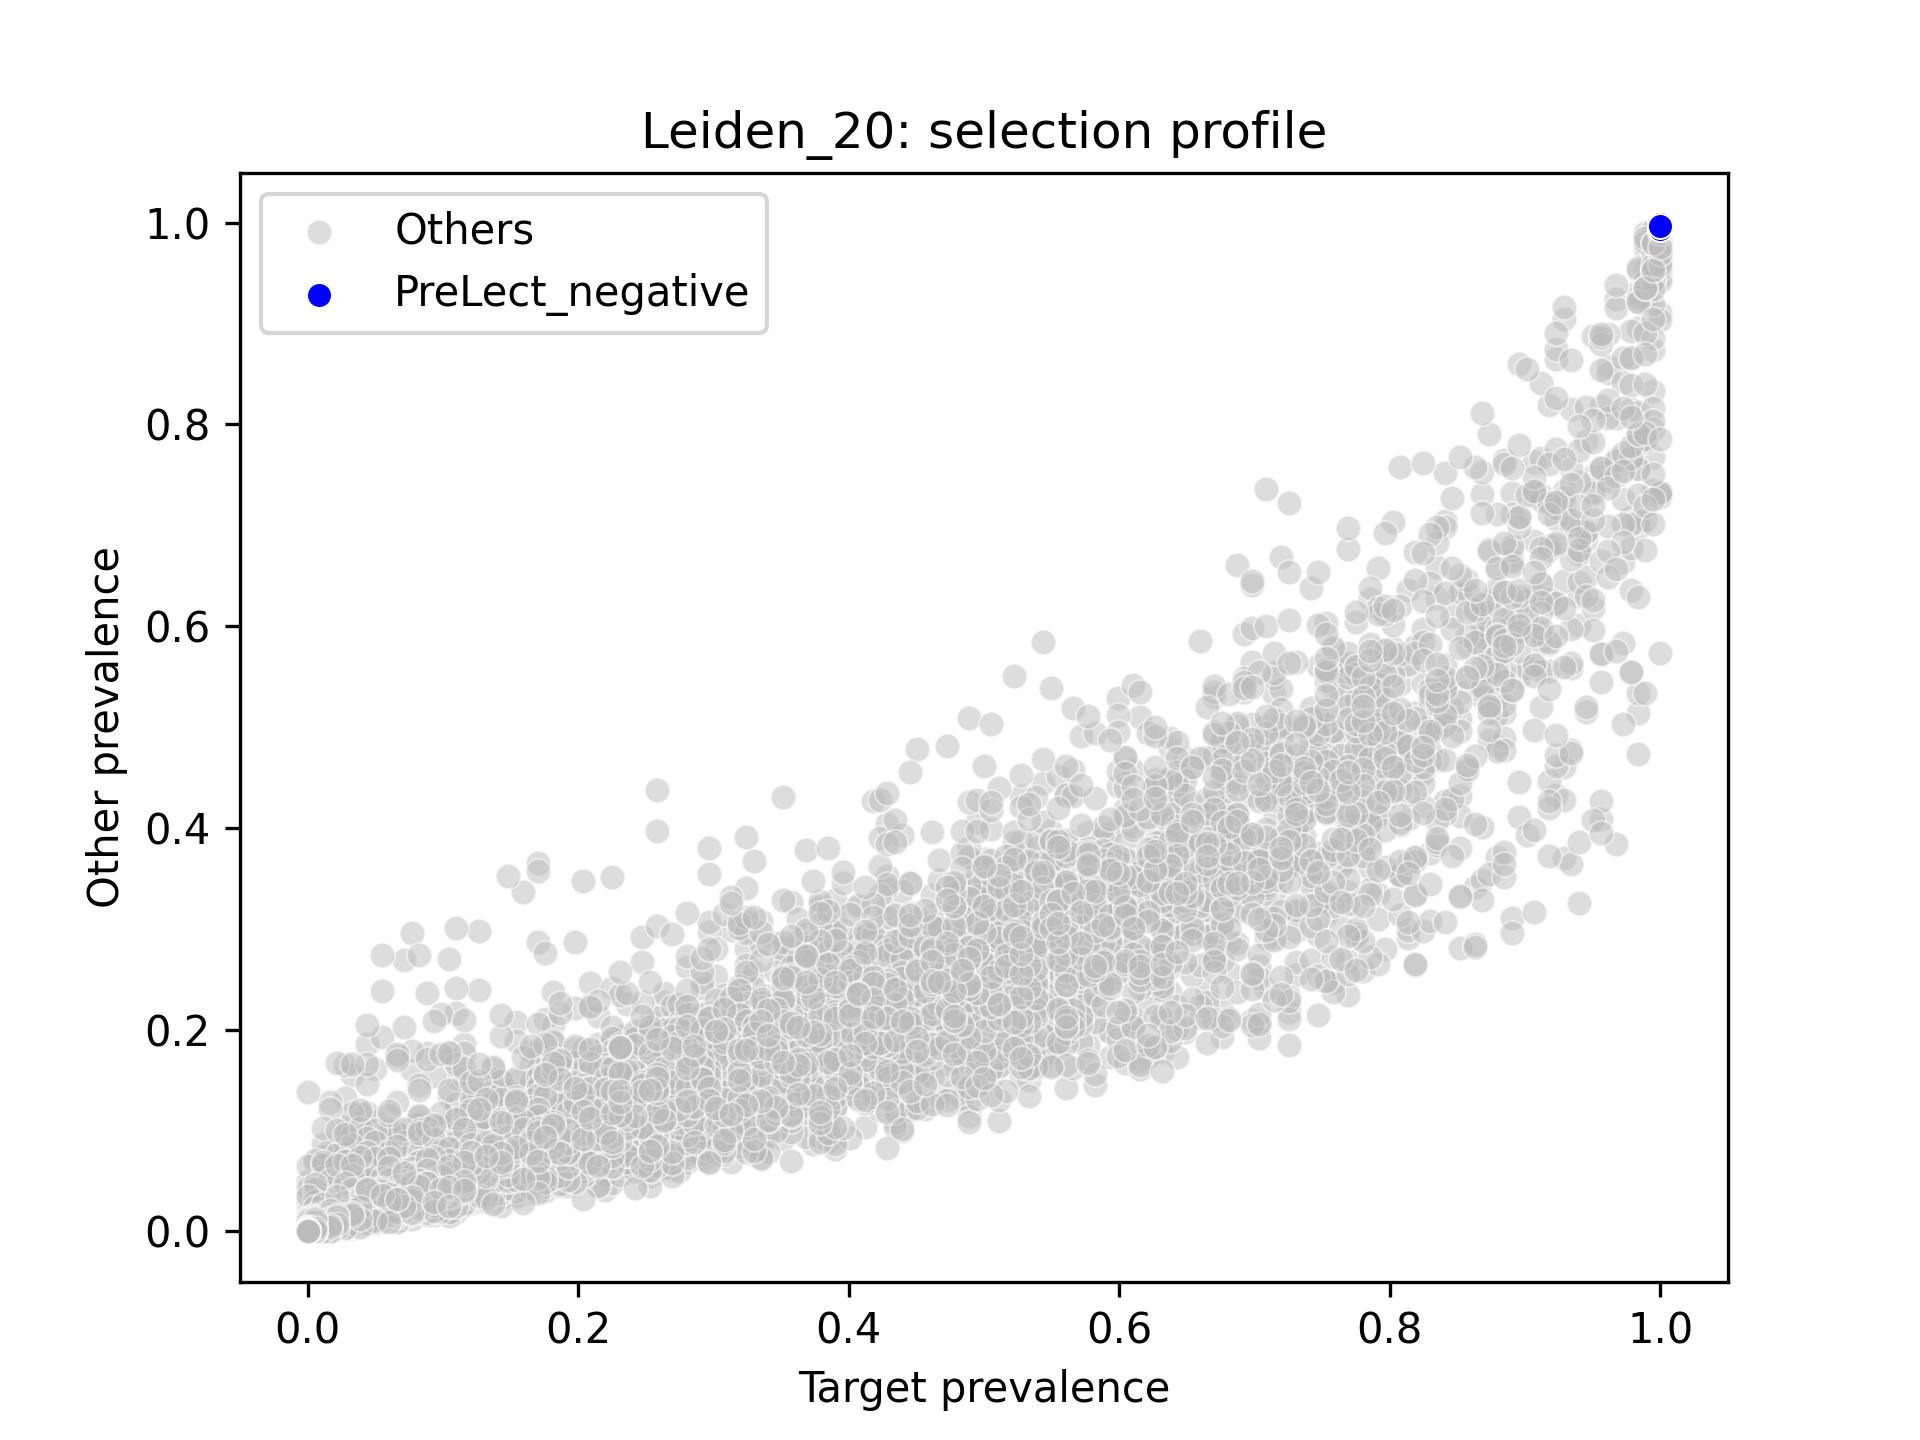 Leiden_20: selection profile
Others
PreLect_negative
1.0
0.8
0.6
0.4
0.2
0.0
Other prevalence
0.0 0.2 0.4 0.6 0.8 1.0
Target prevalence